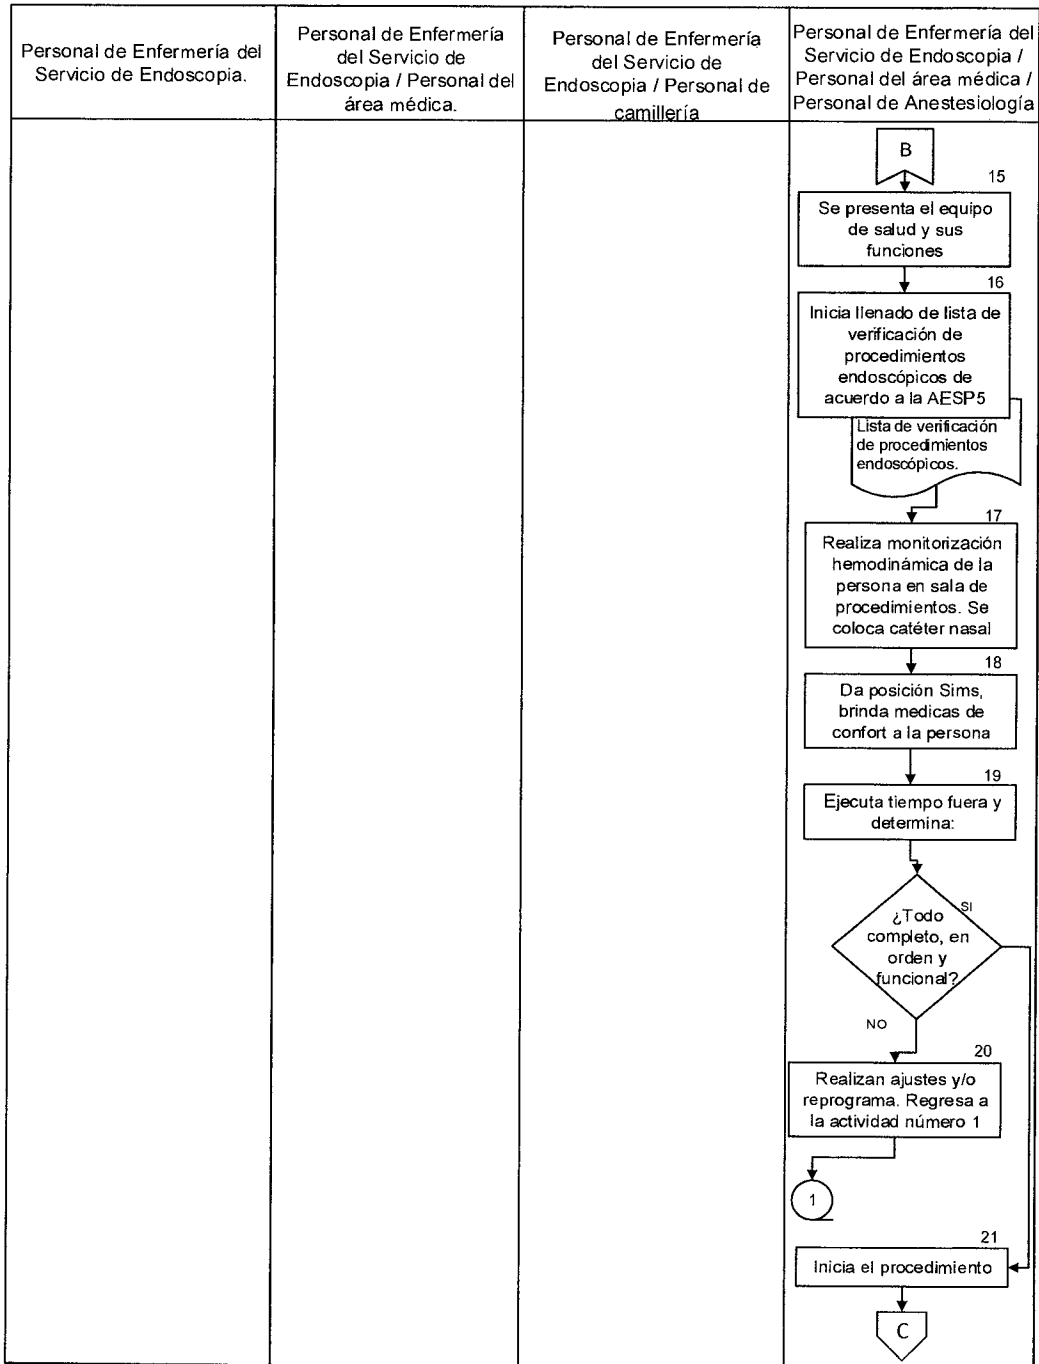 Personal de Enfermería del
Servicio de Endoscopia.
Personal de Enfermería
del Servicio de
Endoscopia / Personal del
área médica.
Personal de Enfermería
del Servicio de
Endoscopia / Personal de
camillería
Personal de Enfermería del
Servicio de Endoscopia /
Personal del área médica /
Personal de Anestesiología
B
15
Se presenta el equipo
de salud y sus
funciones
16
Inicia llenado de lista de
verificación de
procedimientos
endoscópicos de
acuerdo a la AESP5
Lista de verificación
de procedimientos
endoscópicos.
17
Realiza monitorización
hemodinámica de la
persona en sala de
procedimientos. Se
coloca catéter nasal
18
Da posición Sims,
brinda medicas de
confort a la persona
19
Ejecuta tiempo fuera y
determina:
SI
¿Todo
completo, en
orden y
funcional?
NO
20
Realizan ajustes y/o
reprograma. Regresa a
la actividad número 1
1
21
Inicia el procedimiento
C